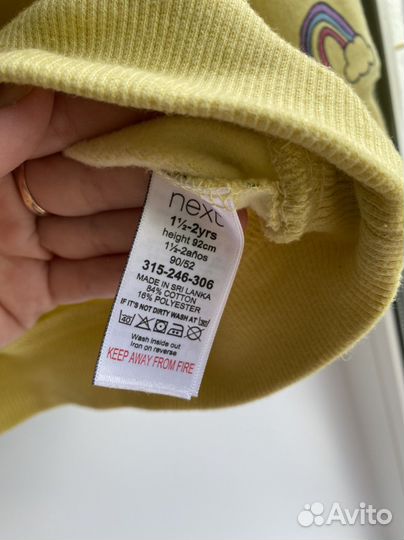 next
1½-2yrs
height 92cm
1½-2años
90/52
315-246-306
MADE IN SRI LANKA
84% COTTON
16% POLYESTER
IF IT'S NOT DIRTY WASH AT 30
40
Wash inside out
Iron on reverse
KEEP AWAY FROM FIRE
Avito